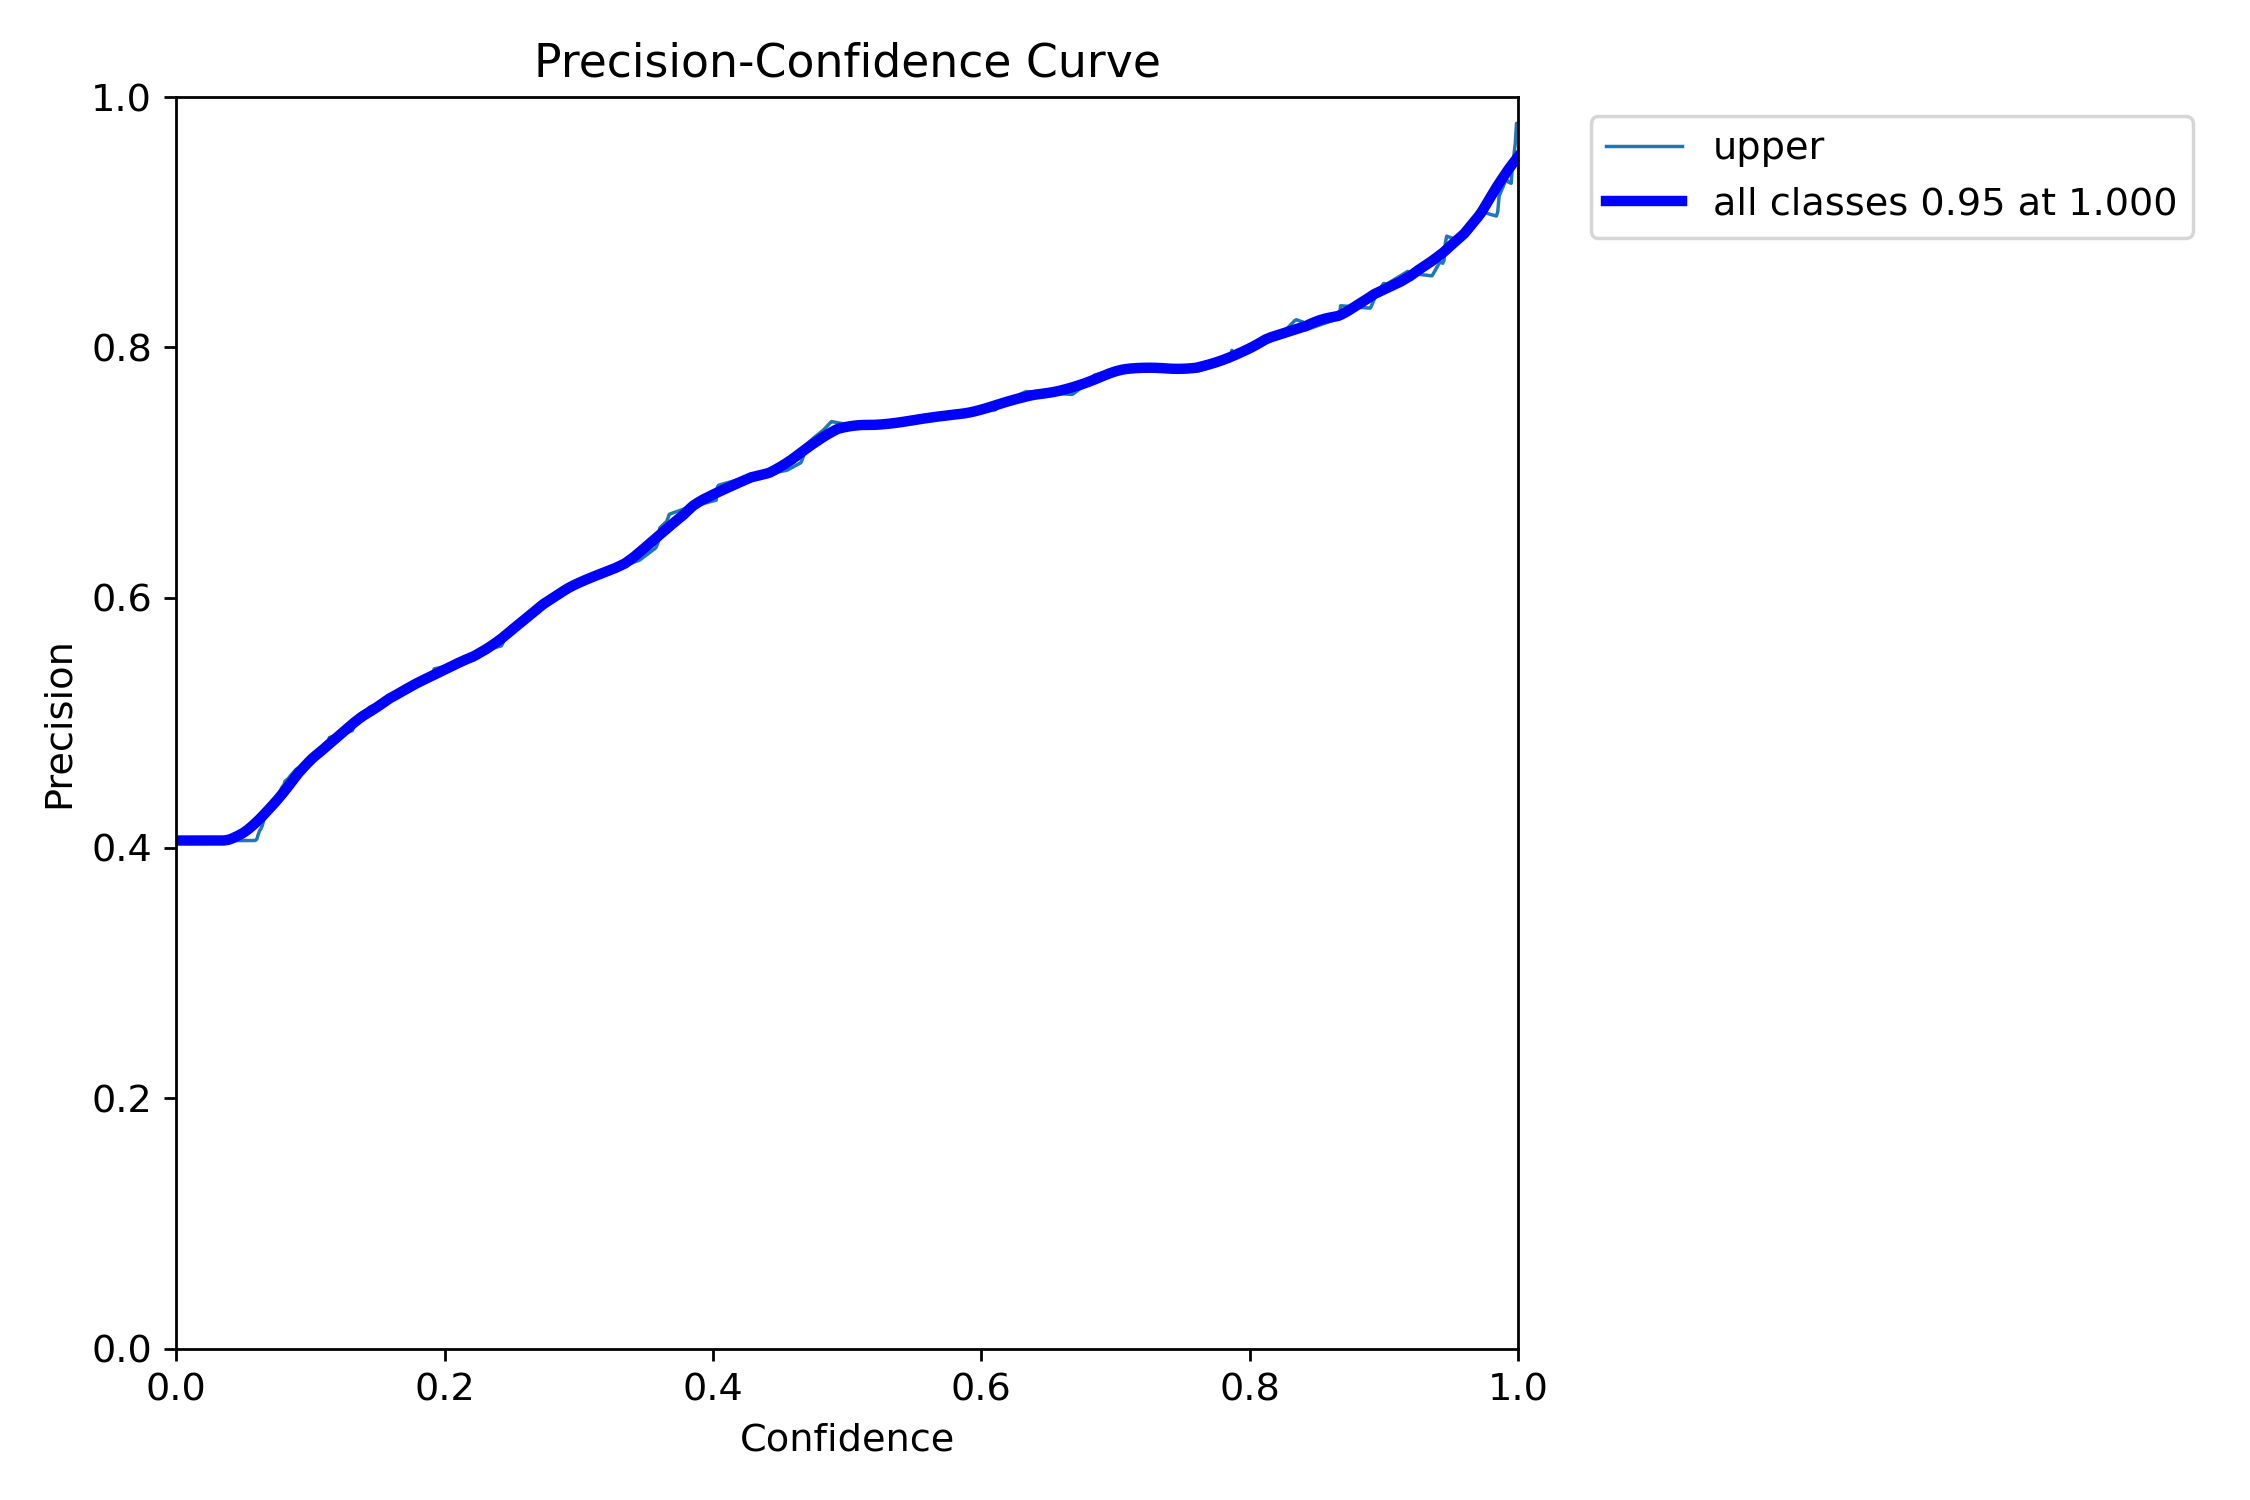 Precision-Confidence Curve
1.0
0.8
0.6
0.4
0.2
0.0
Precision
0.0 0.2 0.4 0.6 0.8 1.0
Confidence
upper
all classes 0.95 at 1.000